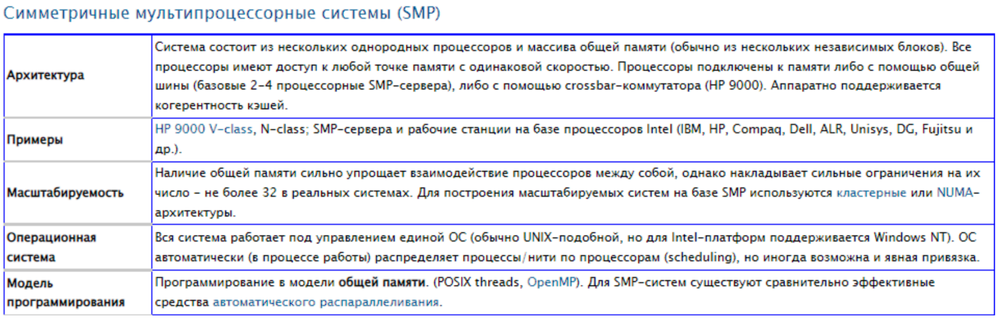 Симметричные мультипроцессорные системы (SMP)
Архитектура
Система состоит из нескольких однородных процессоров и массива общей памяти (обычно из нескольких независимых блоков). Все
процессоры имеют доступ к любой точке памяти с одинаковой скоростью. Процессоры подключены к памяти либо с помощью общей
шины (базовые 2-4 процессорные SMP-сервера), либо с помощью crossbar-коммутатора (HP 9000). Аппаратно поддерживается
когерентность кэшей.
Примеры
HP 9000 V-class, N-class; SMP-сервера и рабочие станции на базе процессоров Intel (IBM, HP, Compaq, Dell, ALR, Unisys, DG, Fujitsu и
др.).
Масштабируемость
Наличие общей памяти сильно упрощает взаимодействие процессоров между собой, однако накладывает сильные ограничения на их
число - не более 32 в реальных системах. Для построения масштабируемых систем на базе SMP используются кластерные или NUMA-
архитектуры.
Операционная
система
Вся система работает под управлением единой ОС (обычно UNIX-подобной, но для Intel-платформ поддерживается Windows NT). ОС
автоматически (в процессе работы) распределяет процессы/нити по процессорам (scheduling), но иногда возможна и явная привязка.
Модель
программирования
Программирование в модели общей памяти. (POSIX threads, OpenMP). Для SMP-систем существуют сравнительно эффективные
средства автоматического распараллеливания.